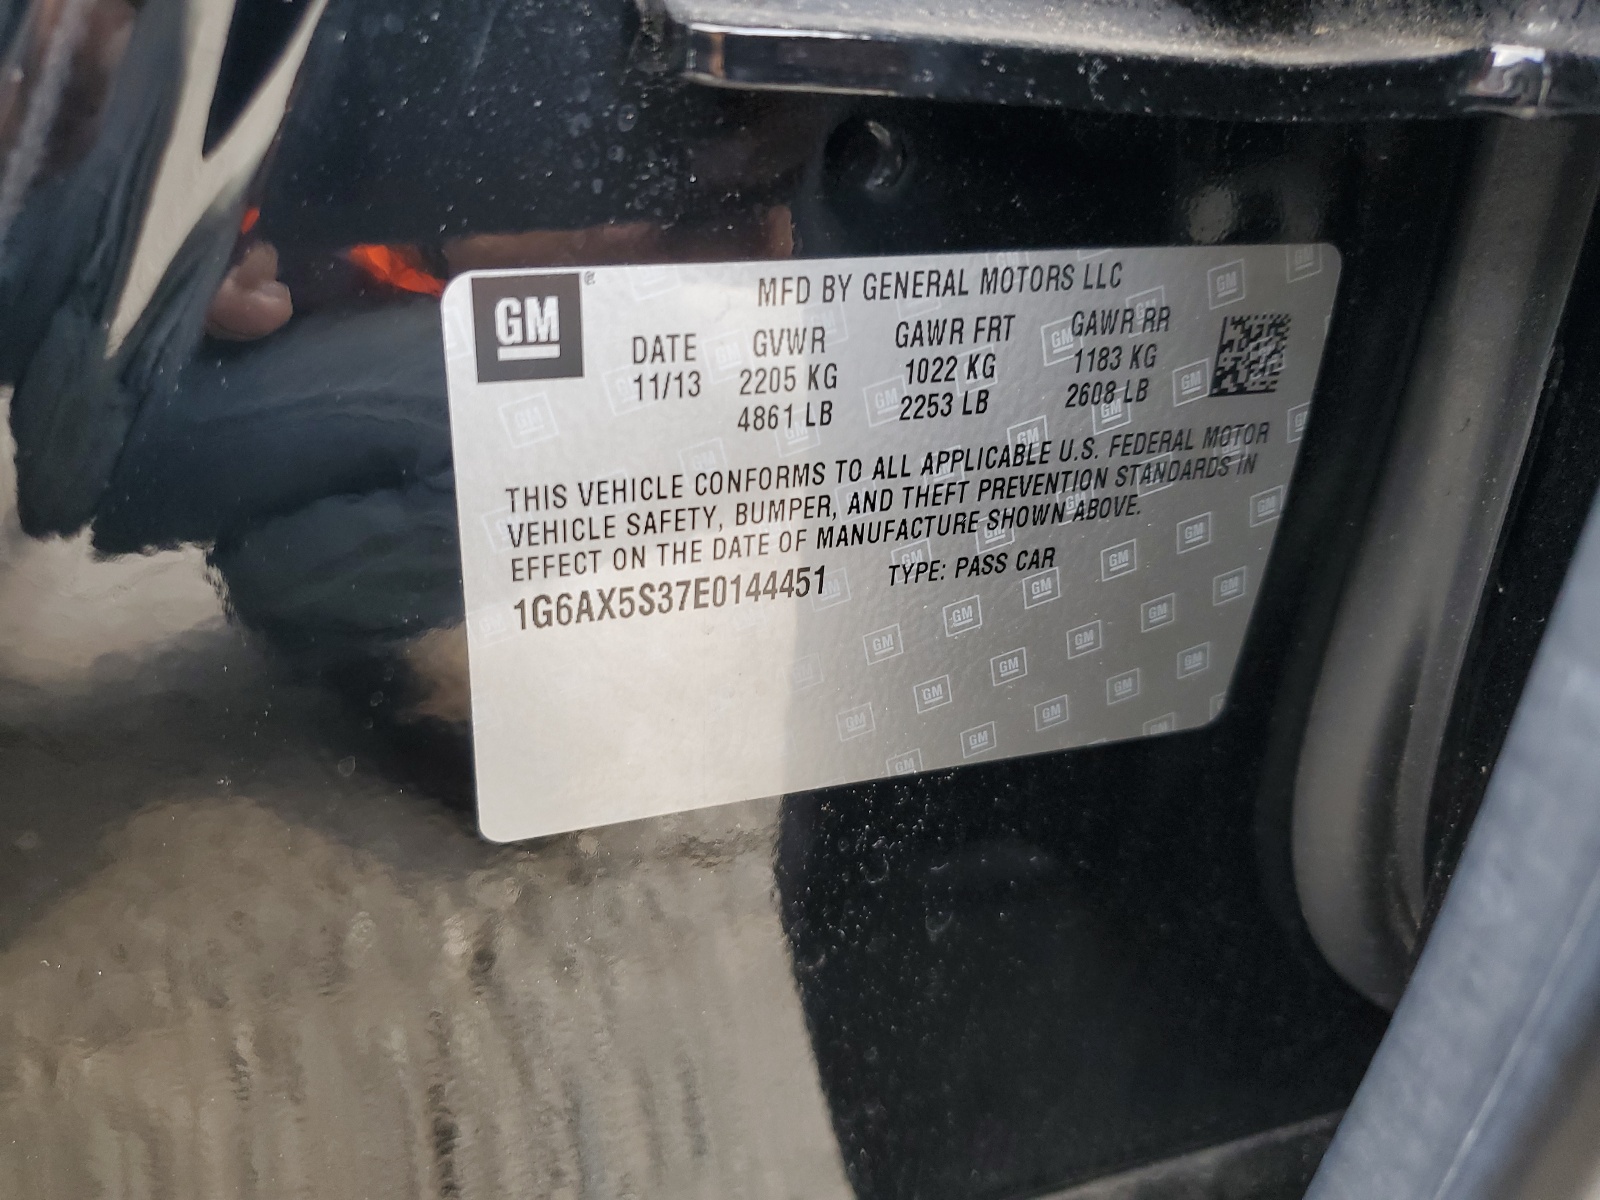 GM
MFD BY GENERAL MOTORS LLC
DATE GVWR GAWR FRT GAWR RR
11/13 2205 KG 1022 KG 1183 KG
4861 LB 2253 LB 2608 LB
THIS VEHICLE CONFORMS TO ALL APPLICABLE U.S. FEDERAL MOTOR
VEHICLE SAFETY, BUMPER, AND THEFT PREVENTION STANDARDS IN
EFFECT ON THE DATE OF MANUFACTURE SHOWN ABOVE.
1G6AX5S37E0144451 TYPE: PASS CAR